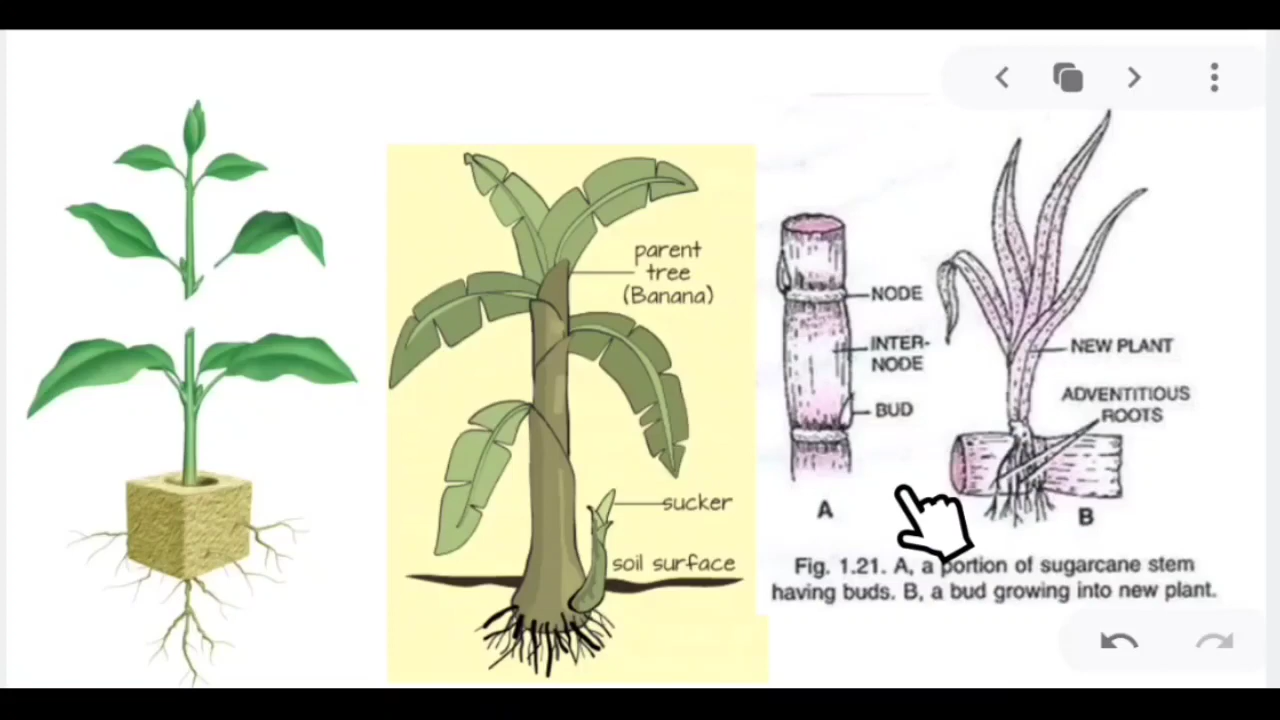 parent
tree
(Banana)
sucker
soil surface
NODE
INTER-
NODE
BUD
NEW PLANT
ADVENTITIOUS
ROOTS
A
B
Fig. 1.21. A, a portion of sugarcane stem
having buds. B, a bud growing into new plant.